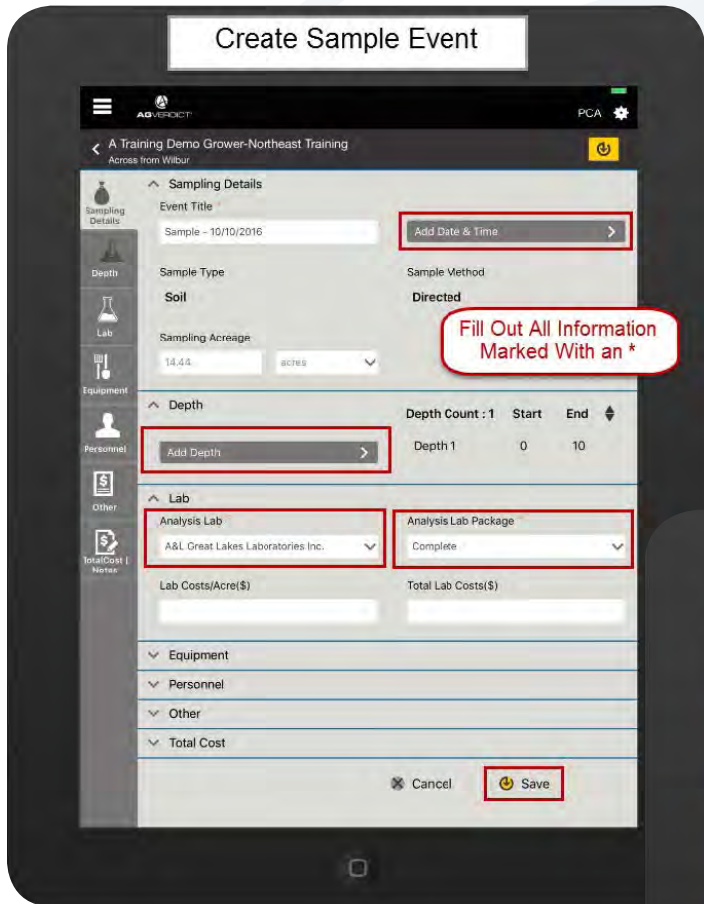 Create Sample Event
AGVERDICT
PCA
A Training Demo Grower-Northeast Training
Across from Wilbur
Sampling Details
Sampling Details
Event Title
Sample - 10/10/2016
Add Date & Time
Depth
Sample Type
Sample Method
Soil
Directed
Fill Out All Information
Marked With an *
Lab
Sampling Acreage
14.44
acres
Equipment
Depth
Depth Count : 1 Start End
Personnel
Add Depth
Depth 1 0 10
Other
Lab
Analysis Lab
Analysis Lab Package
A&L Great Lakes Laboratories Inc.
Complete
TotalCost |
Notes
Lab Costs/Acre($)
Total Lab Costs($)
Equipment
Personnel
Other
Total Cost
Cancel
Save